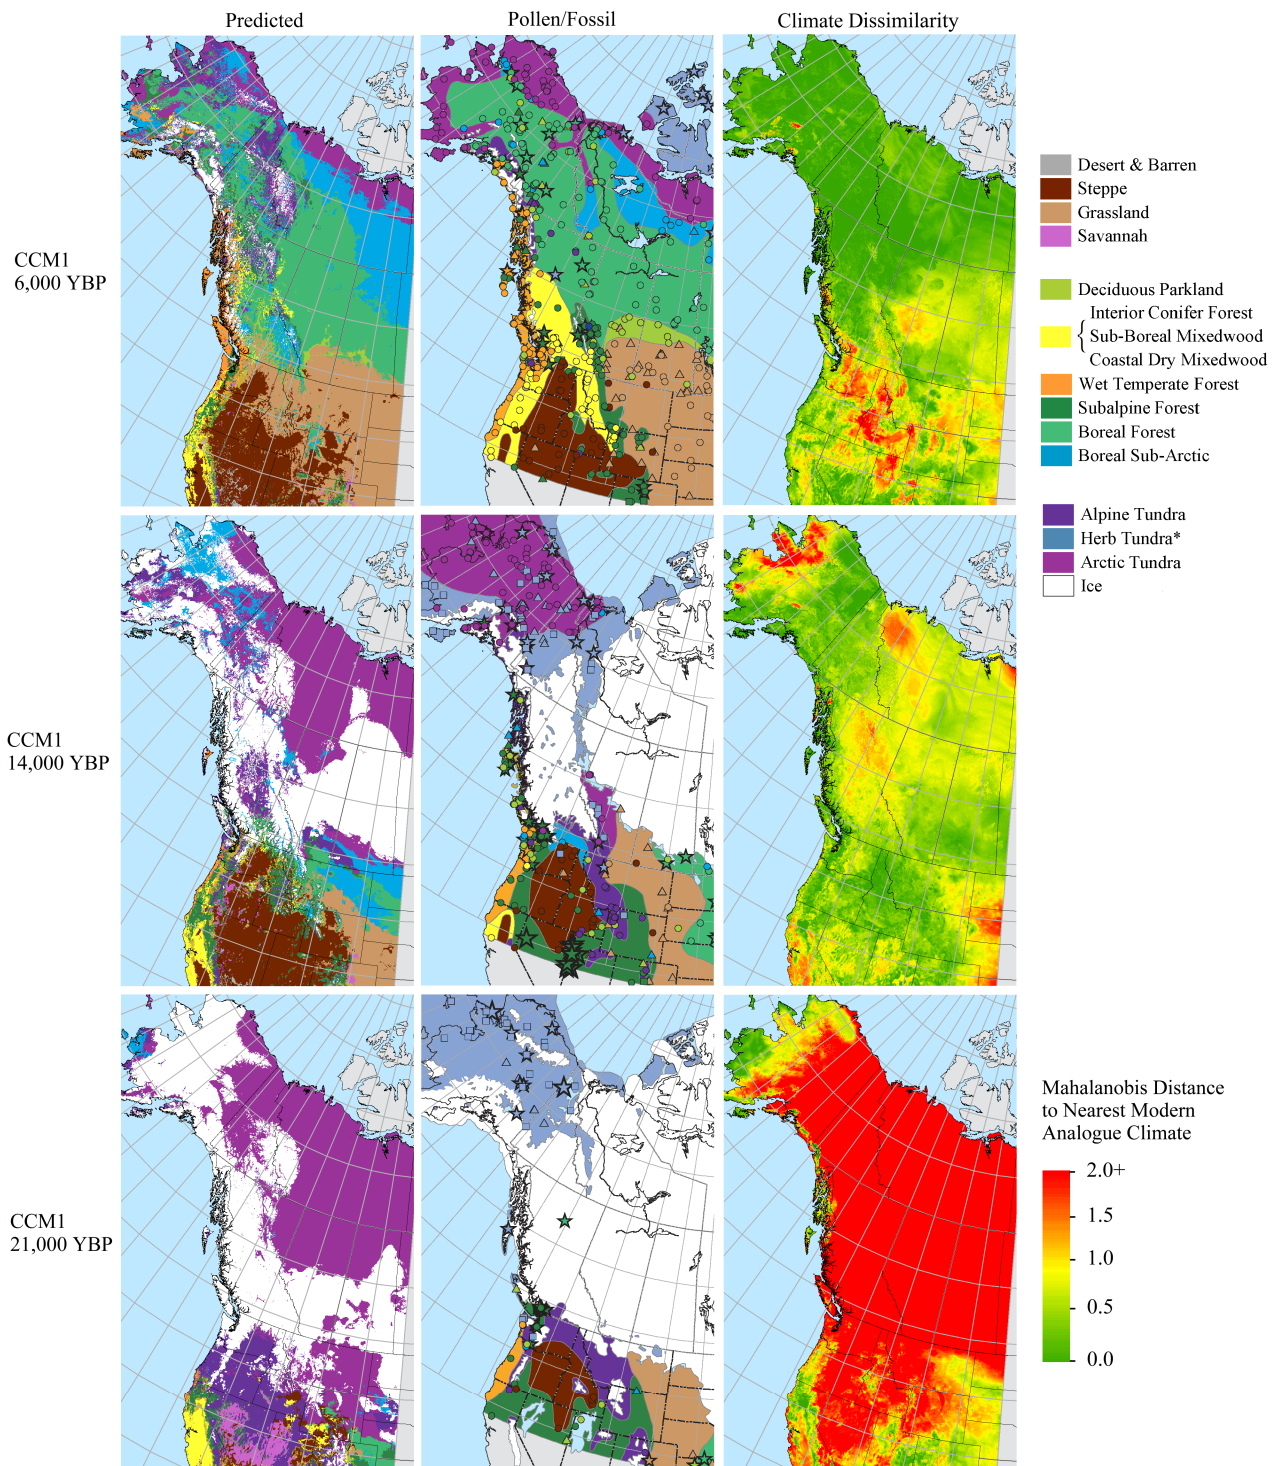 Predicted
Pollen/Fossil
Climate Dissimilarity
CCM1
6,000 YBP
Desert & Barren
Steppe
Grassland
Savannah
Deciduous Parkland
Interior Conifer Forest
Sub-Boreal Mixedwood
Coastal Dry Mixedwood
Wet Temperate Forest
Subalpine Forest
Boreal Forest
Boreal Sub-Arctic
Alpine Tundra
Herb Tundra*
Arctic Tundra
Ice
CCM1
14,000 YBP
CCM1
21,000 YBP
Mahalanobis Distance
to Nearest Modern
Analogue Climate
2.0+
1.5
1.0
0.5
0.0